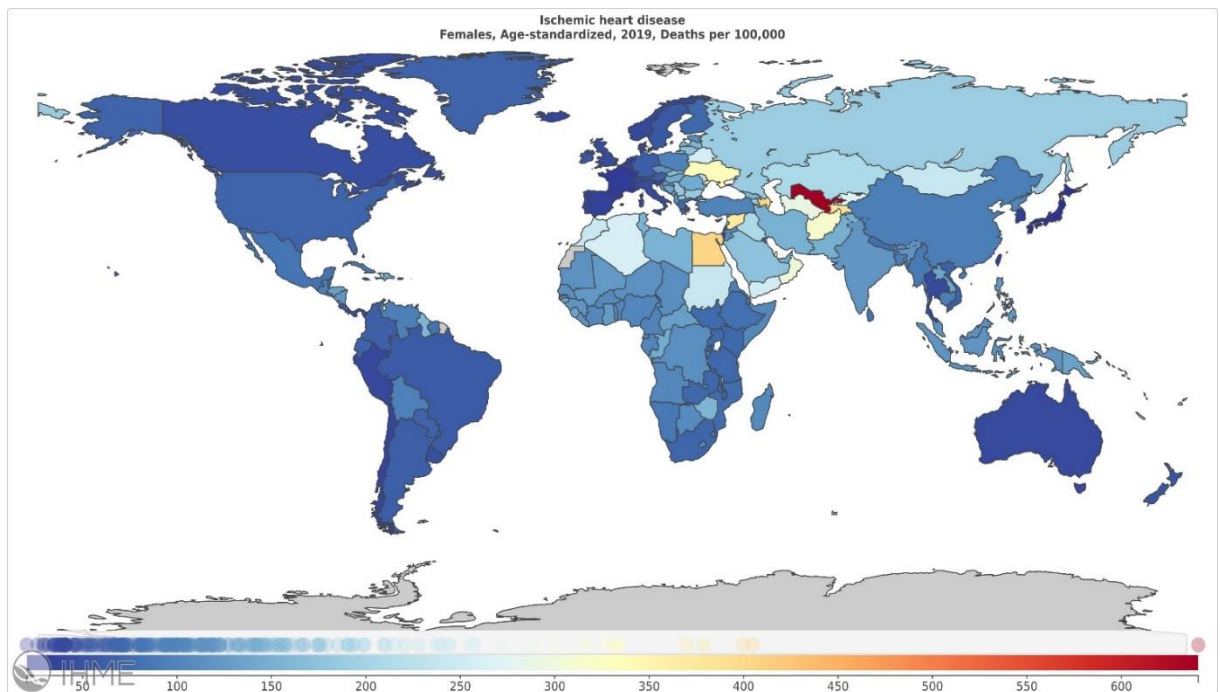 Ischemic heart disease
Females, Age-standardized, 2019, Deaths per 100,000
IHME
50 100 150 200 250 300 350 400 450 500 550 600